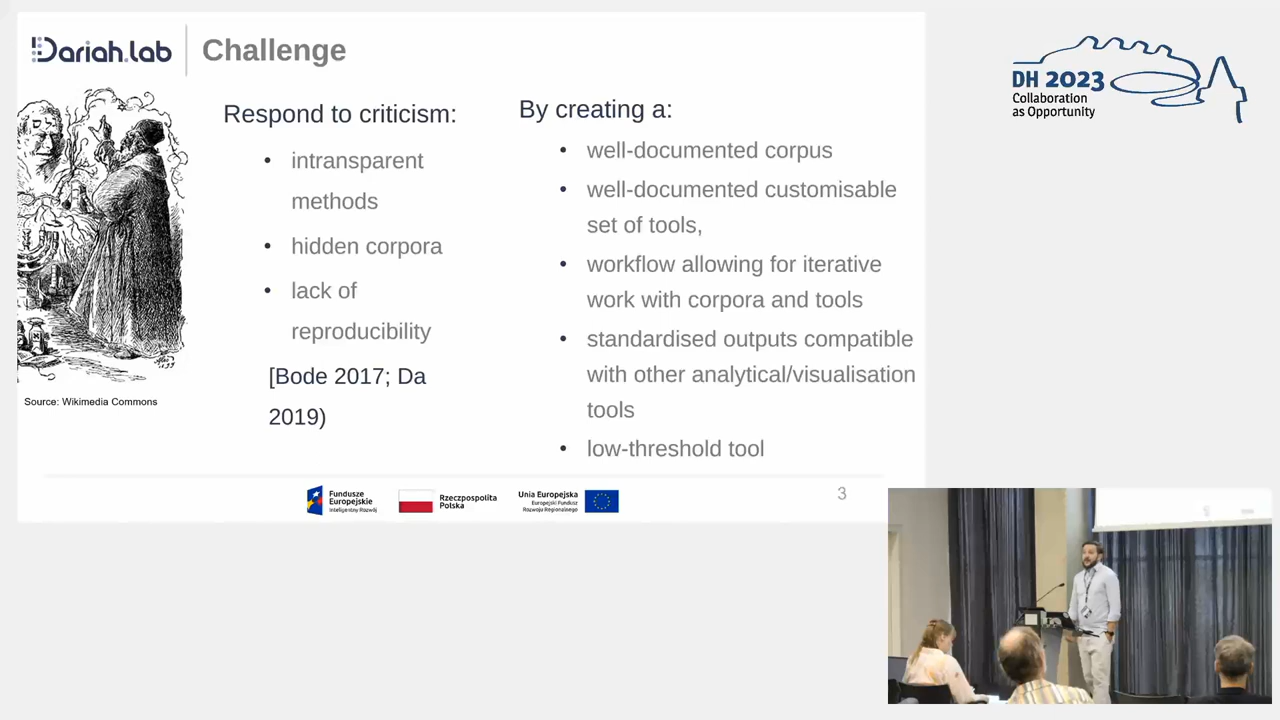 Dariah.lab
Challenge
Respond to criticism:
• intransparent
methods
• hidden corpora
• lack of
reproducibility
[Bode 2017; Da
2019)
By creating a:
• well-documented corpus
• well-documented customisable
set of tools,
• workflow allowing for iterative
work with corpora and tools
• standardised outputs compatible
with other analytical/visualisation
tools
• low-threshold tool
Source: Wikimedia Commons
Fundusze
Europejskie
Inteligentny Rozwój
Rzeczpospolita
Polska
Unia Europejska
Europejski Fundusz
Rozwoju Regionalnego
3
DH 2023
Collaboration
as Opportunity